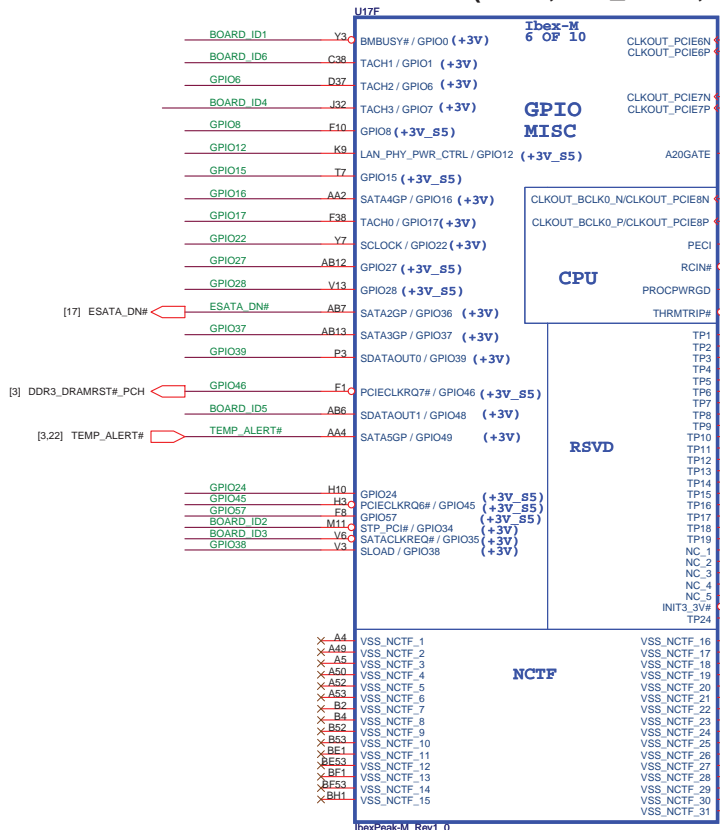 U17F
Ibex-M
6 OF 10
BOARD_ID1 Y3 BMBUSY# / GPIO0 (+3V) CLKOUT_PCIE6N
CLKOUT_PCIE6P
BOARD_ID6 C38 TACH1 / GPIO1 (+3V)
GPIO6 D37 TACH2 / GPIO6 (+3V)
CLKOUT_PCIE7N
BOARD_ID4 J32 TACH3 / GPIO7 (+3V) GPIO CLKOUT_PCIE7P
GPIO8 F10 GPIO8 (+3V_S5) MISC
GPIO12 K9 LAN_PHY_PWR_CTRL / GPIO12 (+3V_S5) A20GATE
GPIO15 T7 GPIO15 (+3V_S5)
GPIO16 AA2 SATA4GP / GPIO16 (+3V) CLKOUT_BCLK0_N/CLKOUT_PCIE8N
GPIO17 F38 TACH0 / GPIO17(+3V) CLKOUT_BCLK0_P/CLKOUT_PCIE8P
GPIO22 Y7 SCLOCK / GPIO22 (+3V) PECI
GPIO27 AB12 GPIO27 (+3V_S5) CPU RCIN#
GPIO28 V13 GPIO28 (+3V_S5) PROCPWRGD
[17] ESATA_DN# ESATA_DN# AB7 SATA2GP / GPIO36 (+3V) THRMTRIP#
GPIO37 AB13 SATA3GP / GPIO37 (+3V) TP1
TP2
GPIO39 P3 SDATAOUT0 / GPIO39 (+3V) TP3
TP4
TP5
[3] DDR3_DRAMRST#_PCH GPIO46 F1 PCIECLKRQ7# / GPIO46 (+3V_S5) TP6
TP7
BOARD_ID5 AB6 SDATAOUT1 / GPIO48 (+3V) TP8
TP9
[3,22] TEMP_ALERT# TEMP_ALERT# AA4 SATA5GP / GPIO49 (+3V) TP10
RSVD TP11
TP12
TP13
TP14
GPIO24 H10 GPIO24 (+3V_S5) TP15
GPIO45 H3 PCIECLKRQ6# / GPIO45 (+3V_S5) TP16
GPIO57 F8 GPIO57 (+3V_S5) TP17
BOARD_ID2 M11 STP_PCI# / GPIO34 (+3V) TP18
BOARD_ID3 V6 SATACLKREQ# / GPIO35 (+3V) TP19
GPIO38 V3 SLOAD / GPIO38 (+3V) NC_1
NC_2
NC_3
NC_4
NC_5
INIT3_3V#
TP24
A4 VSS_NCTF_1 VSS_NCTF_16
A49 VSS_NCTF_2 VSS_NCTF_17
A5 VSS_NCTF_3 VSS_NCTF_18
A50 VSS_NCTF_4 NCTF VSS_NCTF_19
A52 VSS_NCTF_5 VSS_NCTF_20
A53 VSS_NCTF_6 VSS_NCTF_21
B2 VSS_NCTF_7 VSS_NCTF_22
B4 VSS_NCTF_8 VSS_NCTF_23
B52 VSS_NCTF_9 VSS_NCTF_24
B53 VSS_NCTF_10 VSS_NCTF_25
BE1 VSS_NCTF_11 VSS_NCTF_26
BE53 VSS_NCTF_12 VSS_NCTF_27
BF1 VSS_NCTF_13 VSS_NCTF_28
BF53 VSS_NCTF_14 VSS_NCTF_29
BH1 VSS_NCTF_15 VSS_NCTF_30
VSS_NCTF_31
IbexPeak-M_Rev1_0